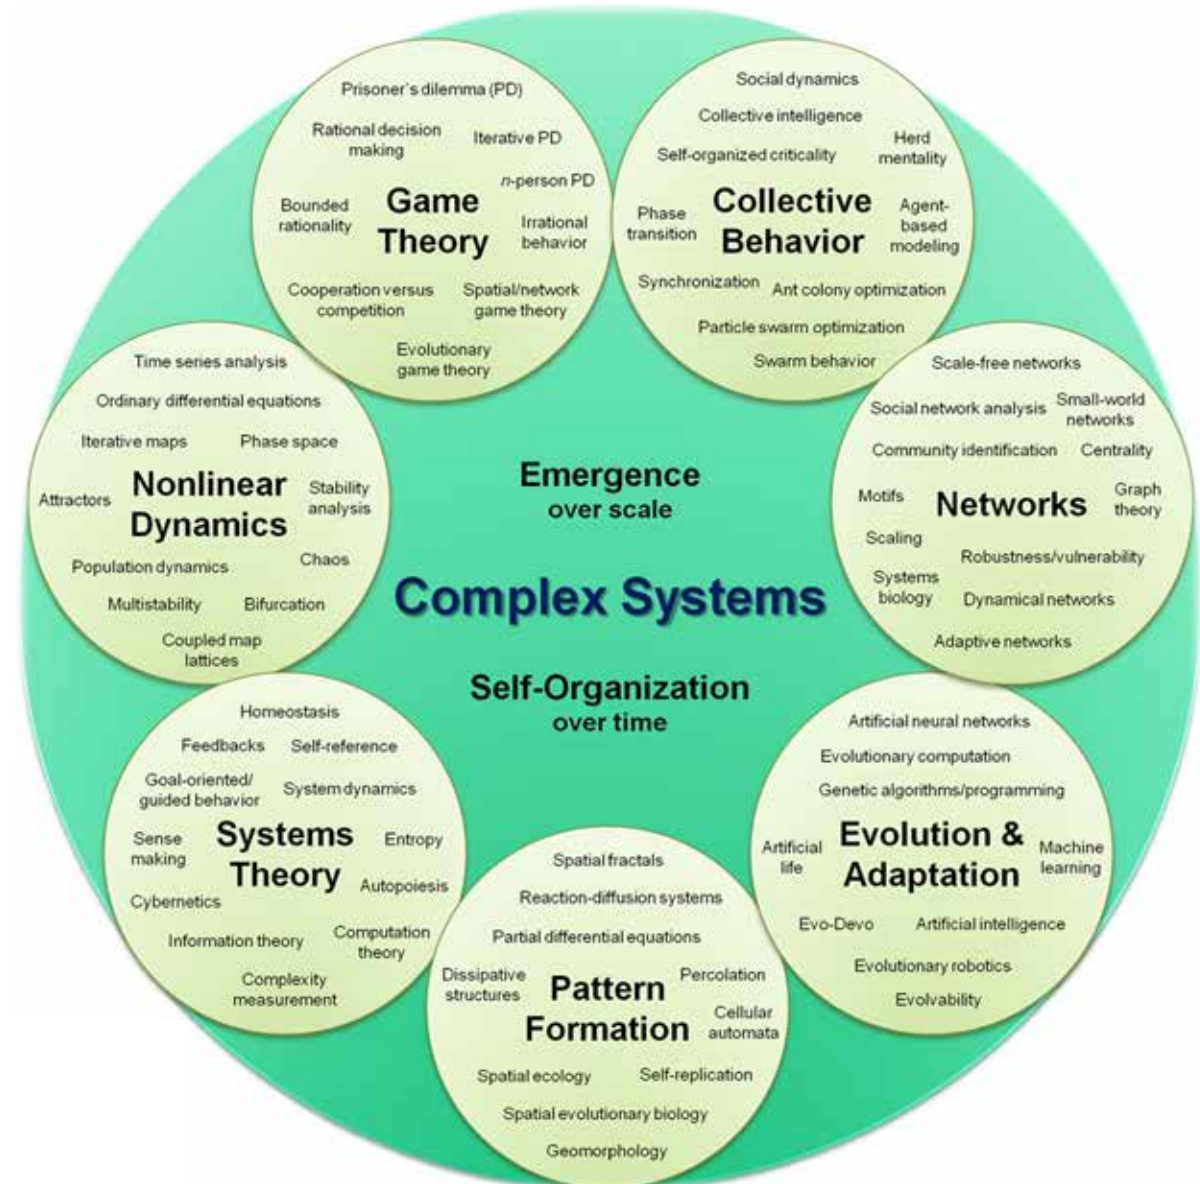 Prisoner's dilemma (PD)
Rational decision
making
Iterative PD
n-person PD
Bounded
rationality
Game
Theory
Irrational
behavior
Cooperation versus
competition
Spatial/network
game theory
Evolutionary
game theory
Social dynamics
Collective intelligence
Herd
mentality
Self-organized criticality
Phase
transition
Collective
Behavior
Agent-
based
modeling
Synchronization
Ant colony optimization
Particle swarm optimization
Swarm behavior
Time series analysis
Ordinary differential equations
Iterative maps
Phase space
Attractors
Nonlinear
Dynamics
Stability
analysis
Population dynamics
Chaos
Multistability
Bifurcation
Coupled map
lattices
Emergence
over scale
Complex Systems
Self-Organization
over time
Scale-free networks
Social network analysis
Small-world
networks
Community identification
Centrality
Motifs
Networks
Graph
theory
Scaling
Robustness/vulnerability
Systems
biology
Dynamical networks
Adaptive networks
Homeostasis
Feedbacks
Self-reference
Goal-oriented/
guided behavior
System dynamics
Sense
making
Systems
Theory
Entropy
Autopoiesis
Cybernetics
Information theory
Computation
theory
Complexity
measurement
Spatial fractals
Reaction-diffusion systems
Partial differential equations
Dissipative
structures
Pattern
Formation
Percolation
Cellular
automata
Spatial ecology
Self-replication
Spatial evolutionary biology
Geomorphology
Artificial neural networks
Evolutionary computation
Genetic algorithms/programming
Artificial
life
Evolution &
Adaptation
Machine
learning
Evo-Devo
Artificial intelligence
Evolutionary robotics
Evolvability